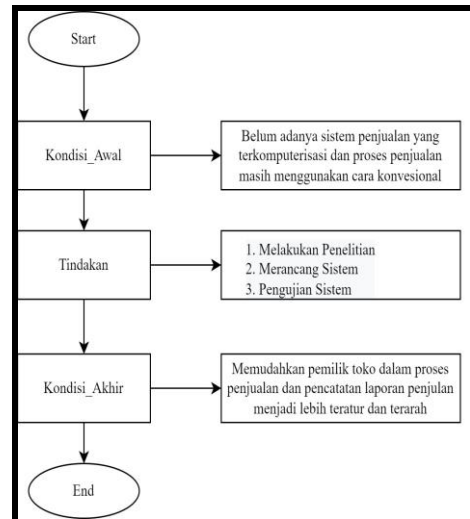 Start
Kondisi_Awal
Belum adanya sistem penjualan yang
terkomputerisasi dan proses penjualan
masih menggunakan cara konvesional
Tindakan
1. Melakukan Penelitian
2. Merancang Sistem
3. Pengujian Sistem
Kondisi_Akhir
Memudahkan pemilik toko dalam proses
penjualan dan pencatatan laporan penjulan
menjadi lebih teratur dan terarah
End